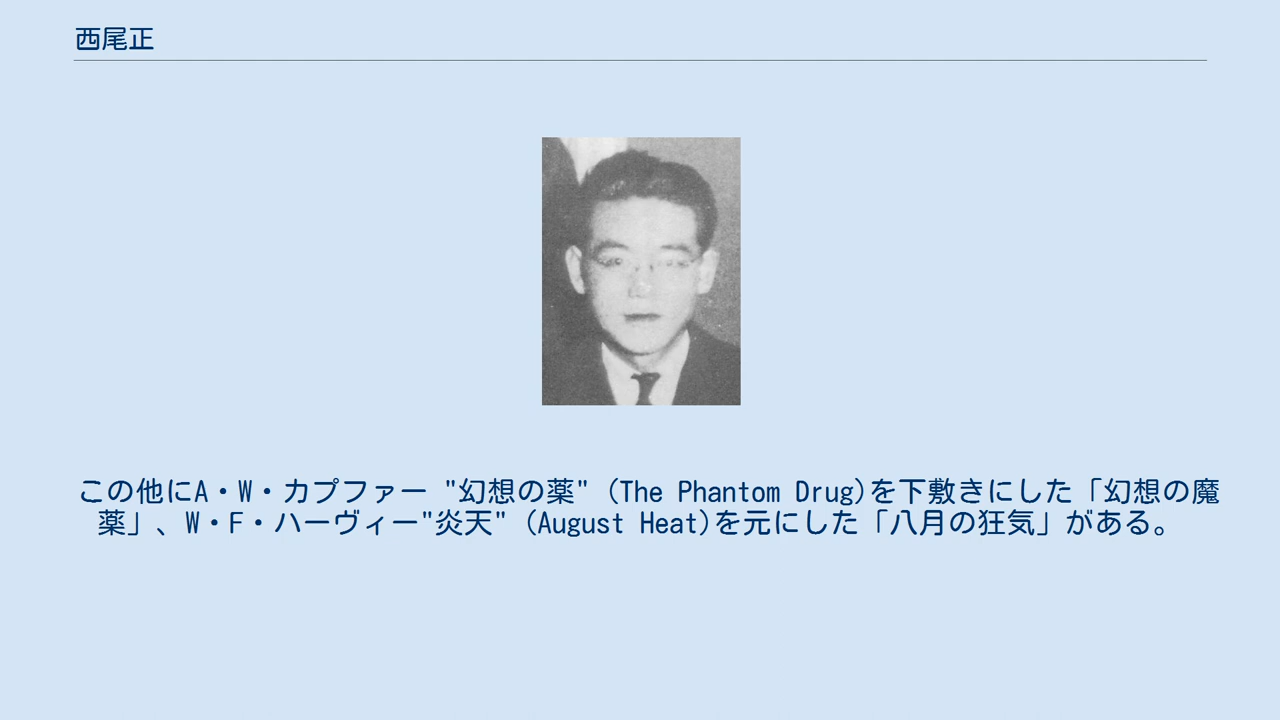 西尾正
この他にA・W・カプファー "幻想の薬" (The Phantom Drug)を下敷きにした「幻想の魔
薬」、W・F・ハーヴィー"炎天" (August Heat)を元にした「八月の狂気」がある。